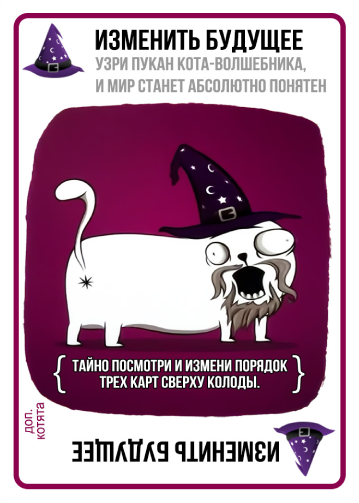 ИЗМЕНИТЬ БУДУЩЕЕ
УЗРИ ПУКАН КОТА-ВОЛШЕБНИКА,
И МИР СТАНЕТ АБСОЛЮТНО ПОНЯТЕН
{ ТАЙНО ПОСМОТРИ И ИЗМЕНИ ПОРЯДОК
ТРЕХ КАРТ СВЕРХУ КОЛОДЫ. }
доп.
котята
ИЗМЕНИТЬ БУДУЩЕЕ